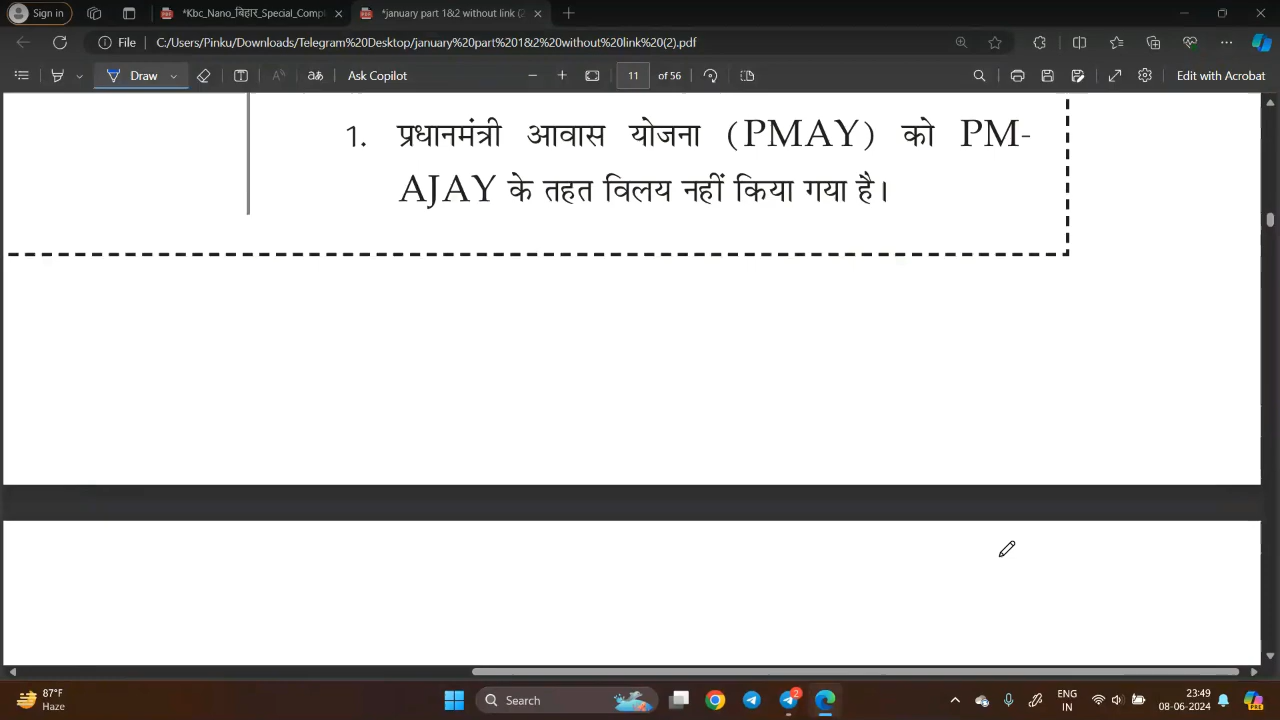 Sign in
*Kbc_Nano_बिहार_Special_Compl
*january part 1&2 without link (2
File
C:/Users/Pinku/Downloads/Telegram%20Desktop/january%20part%201&2%20without%20link%20(2).pdf
Draw
Ask Copilot
11 of 56
Edit with Acrobat
1. प्रधानमंत्री आवास योजना (PMAY) को PM-
AJAY के तहत विलय नहीं किया गया है।
87°F
Haze
Search
2
ENG
IN
23:49
08-06-2024